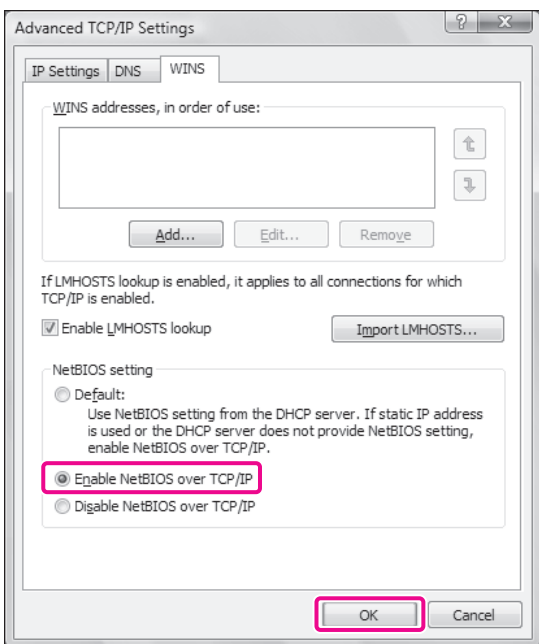 Advanced TCP/IP Settings
? X
IP Settings DNS WINS
WINS addresses, in order of use:
Add... Edit... Remove
If LMHOSTS lookup is enabled, it applies to all connections for which
TCP/IP is enabled.
Enable LMHOSTS lookup Import LMHOSTS...
NetBIOS setting
Default:
Use NetBIOS setting from the DHCP server. If static IP address
is used or the DHCP server does not provide NetBIOS setting,
enable NetBIOS over TCP/IP.
Enable NetBIOS over TCP/IP
Disable NetBIOS over TCP/IP
OK Cancel